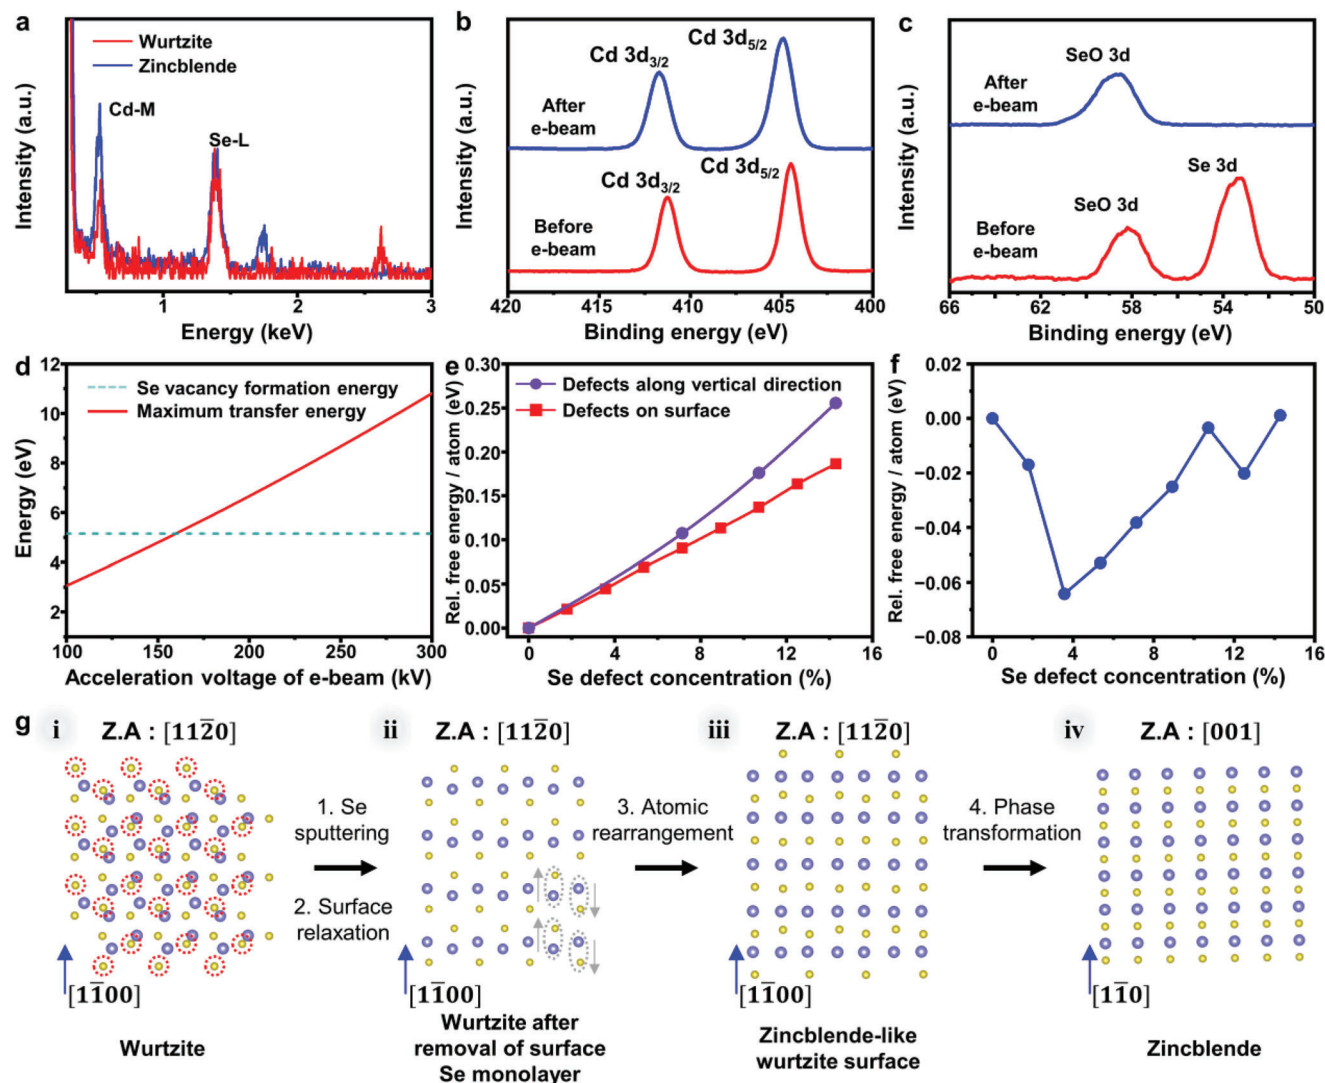 a
Wurtzite
Zincblende
Cd-M
Se-L
Intensity (a.u.)
1
2
3
Energy (keV)
b
Cd 3d3/2
Cd 3d5/2
After
e-beam
Cd 3d3/2
Cd 3d5/2
Before
e-beam
Intensity (a.u.)
420
415
410
405
400
Binding energy (eV)
c
SeO 3d
After
e-beam
Se 3d
SeO 3d
Before
e-beam
Intensity (a.u.)
66
62
58
54
50
Binding energy (eV)
d
Se vacancy formation energy
Maximum transfer energy
Energy (eV)
12
10
8
6
4
2
100
150
200
250
300
Acceleration voltage of e-beam (kV)
e
Defects along vertical direction
Defects on surface
Rel. free energy / atom (eV)
0.30
0.25
0.20
0.15
0.10
0.05
0.00
0
4
8
12
16
Se defect concentration (%)
f
Rel. free energy / atom (eV)
0.02
0.00
−0.02
−0.04
−0.06
−0.08
0
4
8
12
16
Se defect concentration (%)
g
i
Z.A : [112̅0]
[11̅00]
Wurtzite
1. Se
sputtering
2. Surface
relaxation
ii
Z.A : [112̅0]
[11̅00]
Wurtzite after
removal of surface
Se monolayer
3. Atomic
rearrangement
iii
Z.A : [112̅0]
[11̅00]
Zincblende-like
wurtzite surface
4. Phase
transformation
iv
Z.A : [001]
[11̅0]
Zincblende